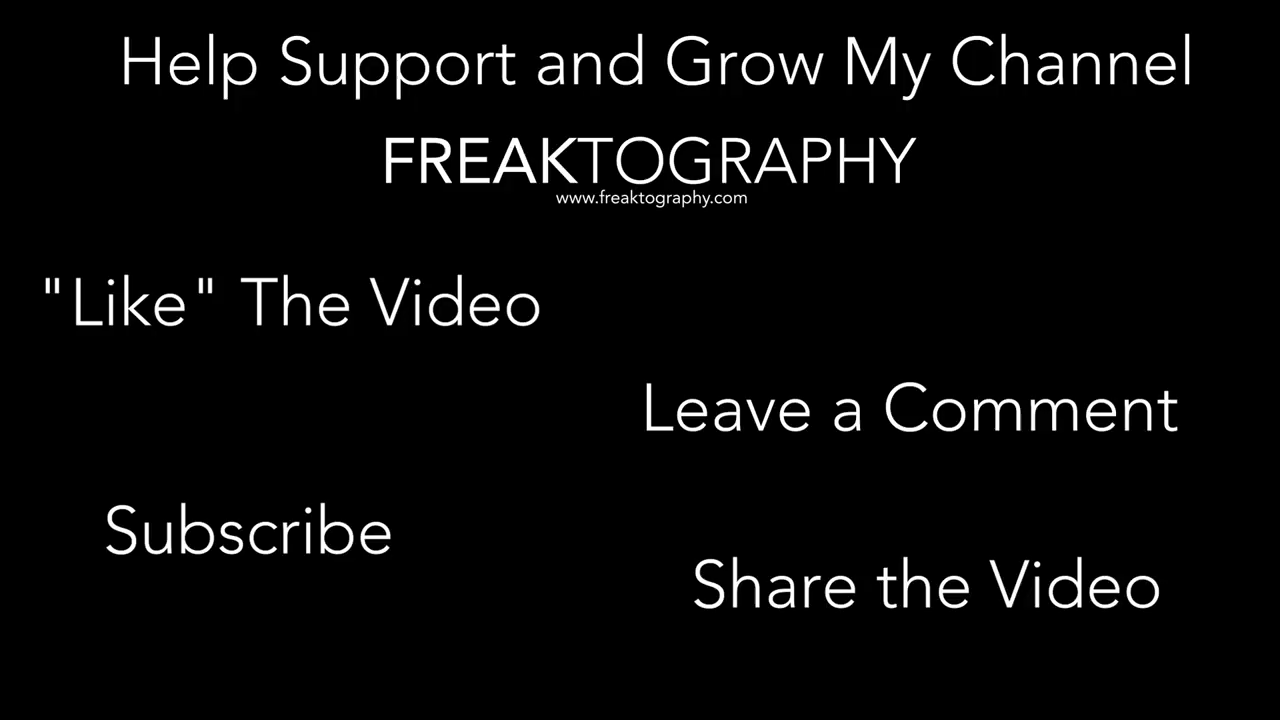 Help Support and Grow My Channel
FREAKTOGRAPHY
www.freaktography.com
"Like" The Video
Leave a Comment
Subscribe
Share the Video